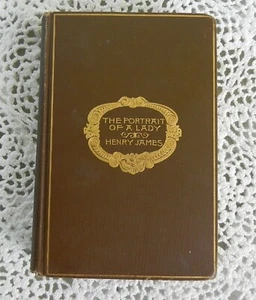 THE PORTRAIT
OF A LADY
HENRY JAMES